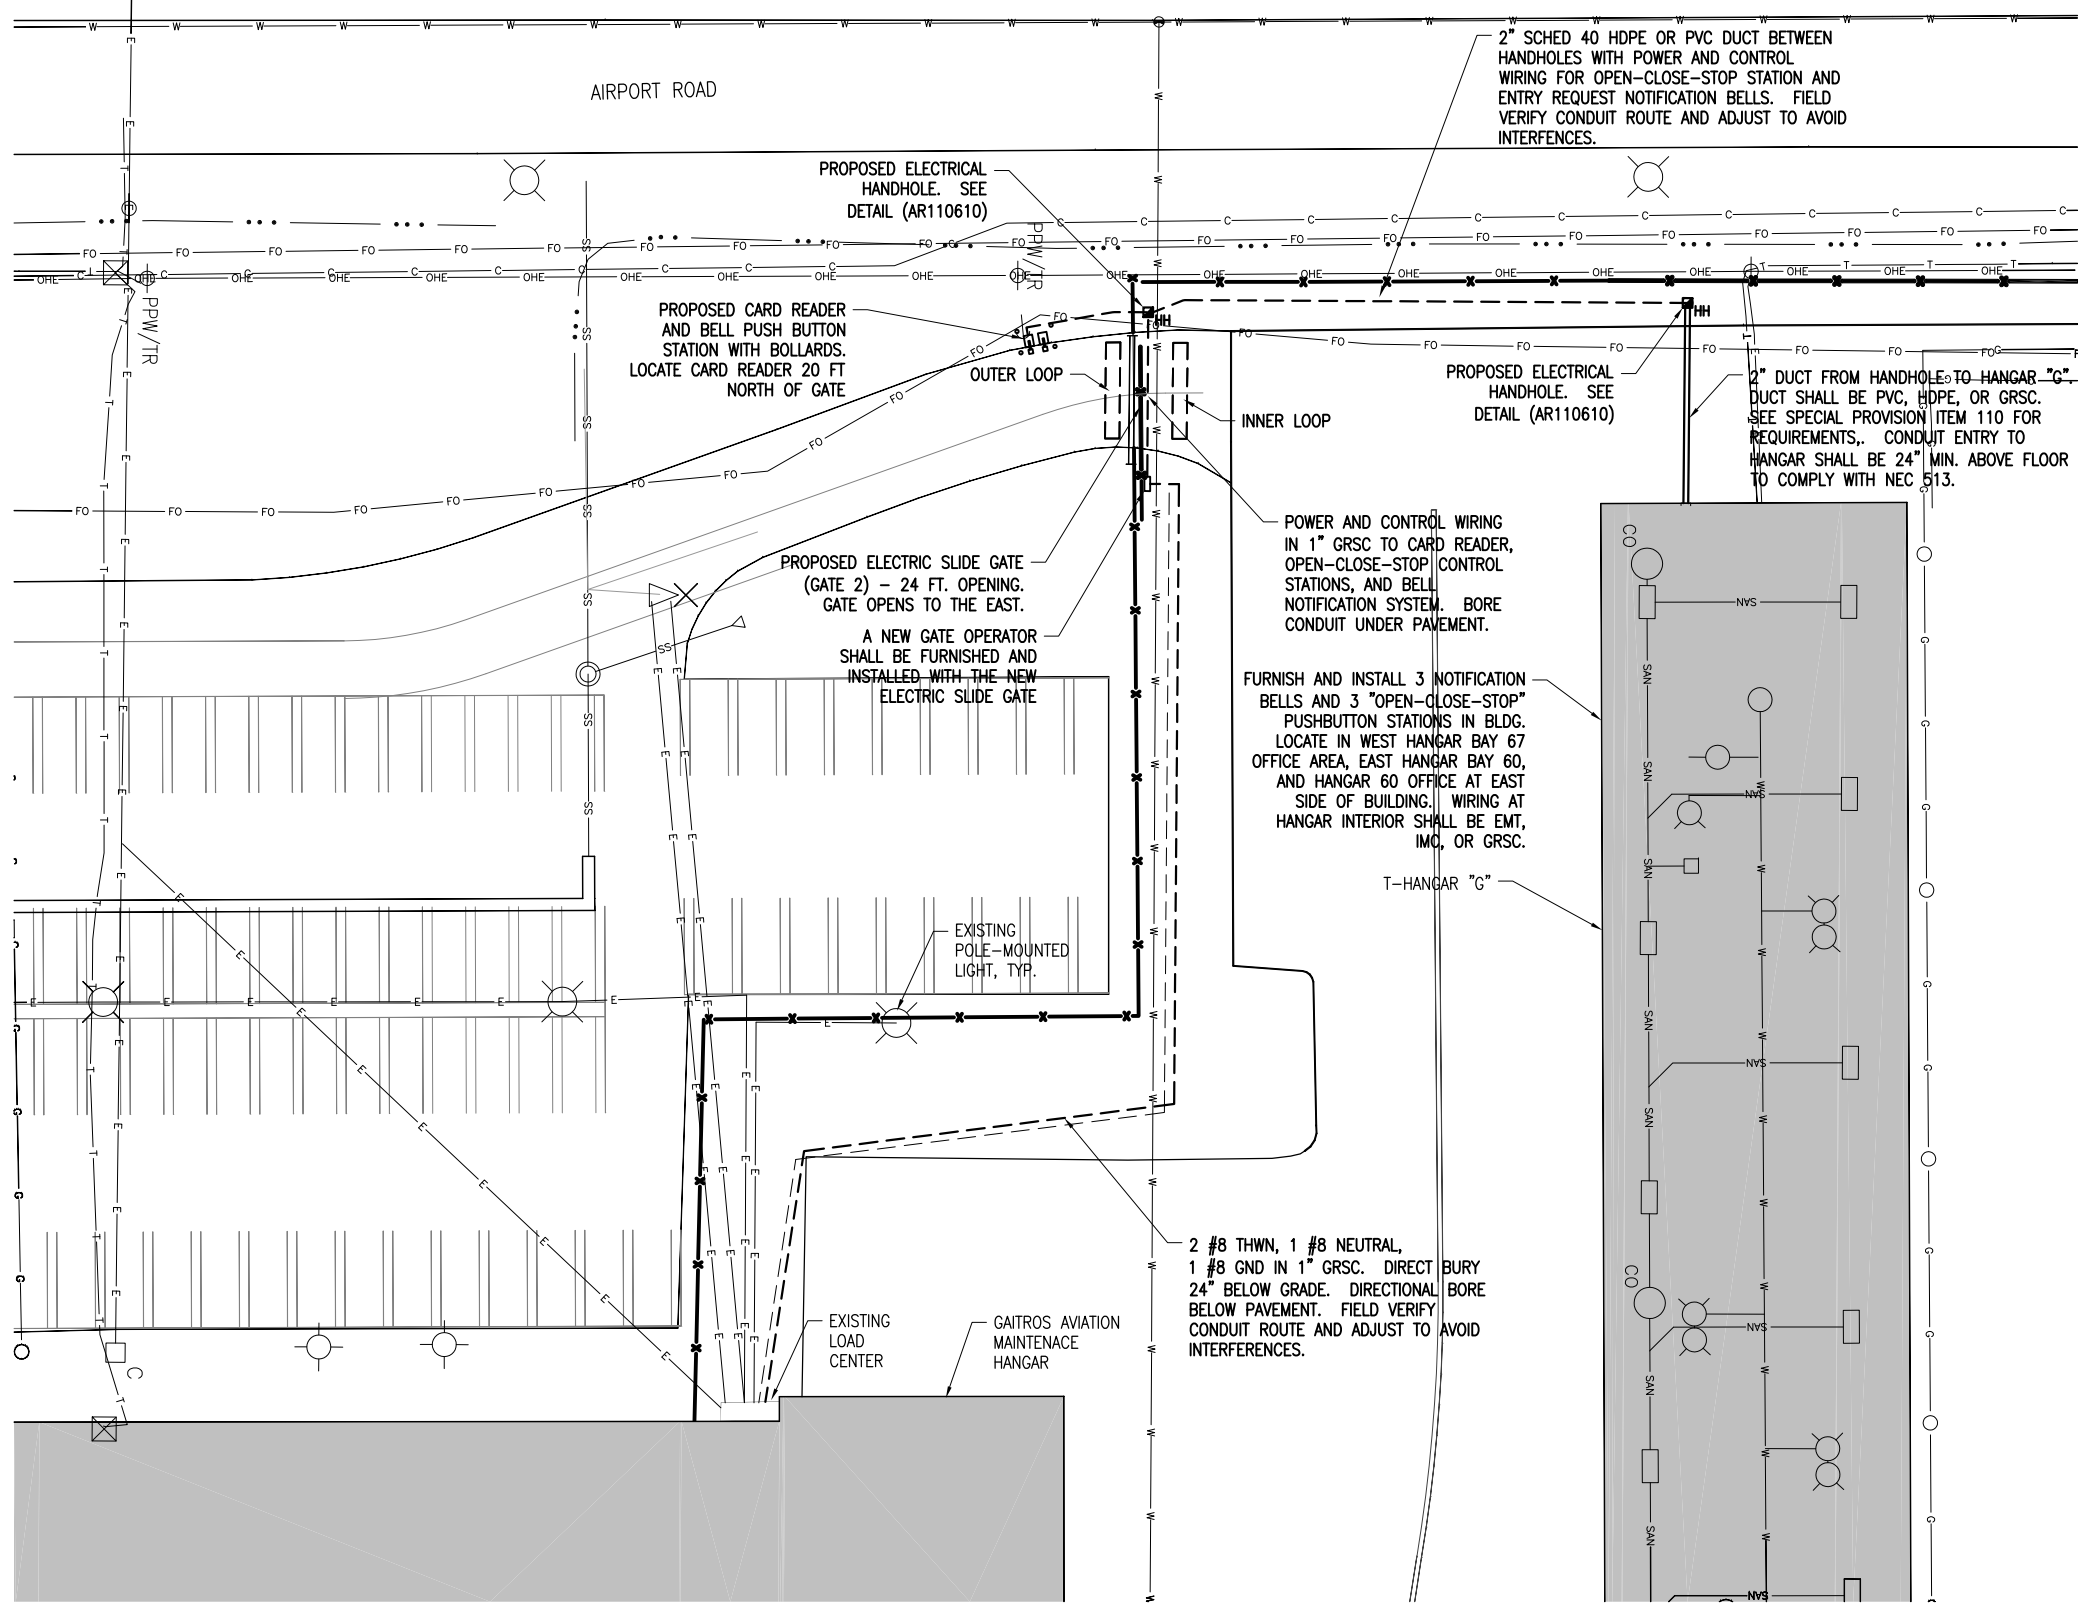 AIRPORT ROAD
2" SCHED 40 HDPE OR PVC DUCT BETWEEN
HANDHOLES WITH POWER AND CONTROL
WIRING FOR OPEN-CLOSE-STOP STATION AND
ENTRY REQUEST NOTIFICATION BELLS. FIELD
VERIFY CONDUIT ROUTE AND ADJUST TO AVOID
INTERFENCES.
PROPOSED ELECTRICAL
HANDHOLE. SEE
DETAIL (AR110610)
PPW/TR
PPW/TR
PROPOSED CARD READER
AND BELL PUSH BUTTON
STATION WITH BOLLARDS.
LOCATE CARD READER 20 FT
NORTH OF GATE
HH
HH
OUTER LOOP
INNER LOOP
PROPOSED ELECTRICAL
HANDHOLE. SEE
DETAIL (AR110610)
2" DUCT FROM HANDHOLE TO HANGAR "G".
DUCT SHALL BE PVC, HDPE, OR GRSC.
SEE SPECIAL PROVISION ITEM 110 FOR
REQUIREMENTS,. CONDUIT ENTRY TO
HANGAR SHALL BE 24" MIN. ABOVE FLOOR
TO COMPLY WITH NEC 513.
PROPOSED ELECTRIC SLIDE GATE
(GATE 2) - 24 FT. OPENING.
GATE OPENS TO THE EAST.
POWER AND CONTROL WIRING
IN 1" GRSC TO CARD READER,
OPEN-CLOSE-STOP CONTROL
STATIONS, AND BELL
NOTIFICATION SYSTEM. BORE
CONDUIT UNDER PAVEMENT.
A NEW GATE OPERATOR
SHALL BE FURNISHED AND
INSTALLED WITH THE NEW
ELECTRIC SLIDE GATE
FURNISH AND INSTALL 3 NOTIFICATION
BELLS AND 3 "OPEN-CLOSE-STOP"
PUSHBUTTON STATIONS IN BLDG.
LOCATE IN WEST HANGAR BAY 67
OFFICE AREA, EAST HANGAR BAY 60,
AND HANGAR 60 OFFICE AT EAST
SIDE OF BUILDING. WIRING AT
HANGAR INTERIOR SHALL BE EMT,
IMC, OR GRSC.
T-HANGAR "G"
CO
CO
EXISTING
POLE-MOUNTED
LIGHT, TYP.
2 #8 THWN, 1 #8 NEUTRAL,
1 #8 GND IN 1" GRSC. DIRECT BURY
24" BELOW GRADE. DIRECTIONAL BORE
BELOW PAVEMENT. FIELD VERIFY
CONDUIT ROUTE AND ADJUST TO AVOID
INTERFERENCES.
EXISTING
LOAD
CENTER
GAITROS AVIATION
MAINTENACE
HANGAR
C